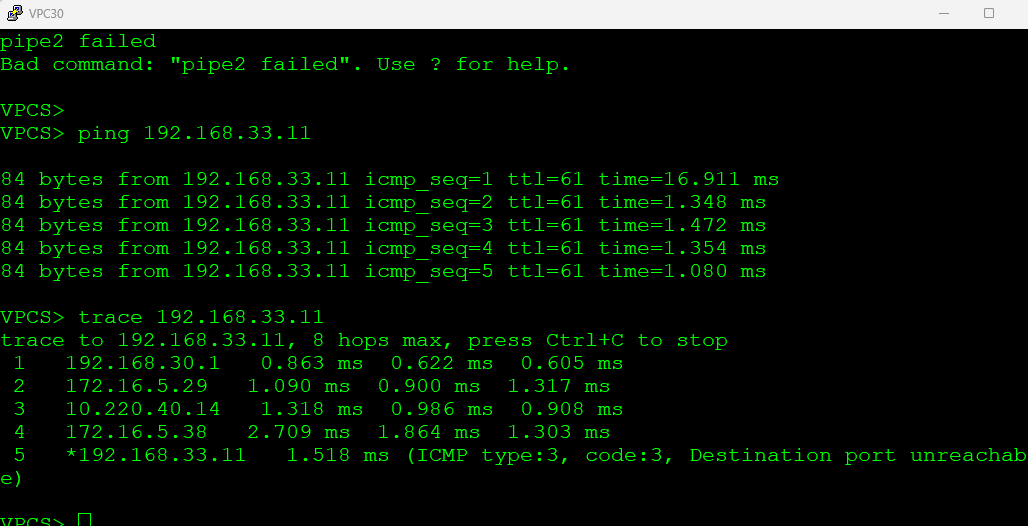 VPC30
pipe2 failed
Bad command: "pipe2 failed". Use ? for help.
VPCS>
VPCS> ping 192.168.33.11
84 bytes from 192.168.33.11 icmp_seq=1 ttl=61 time=16.911 ms
84 bytes from 192.168.33.11 icmp_seq=2 ttl=61 time=1.348 ms
84 bytes from 192.168.33.11 icmp_seq=3 ttl=61 time=1.472 ms
84 bytes from 192.168.33.11 icmp_seq=4 ttl=61 time=1.354 ms
84 bytes from 192.168.33.11 icmp_seq=5 ttl=61 time=1.080 ms
VPCS> trace 192.168.33.11
trace to 192.168.33.11, 8 hops max, press Ctrl+C to stop
 1   192.168.30.1   0.863 ms  0.622 ms  0.605 ms
 2   172.16.5.29   1.090 ms  0.900 ms  1.317 ms
 3   10.220.40.14   1.318 ms  0.986 ms  0.908 ms
 4   172.16.5.38   2.709 ms  1.864 ms  1.303 ms
 5   *192.168.33.11   1.518 ms (ICMP type:3, code:3, Destination port unreachab
e)
VPCS>